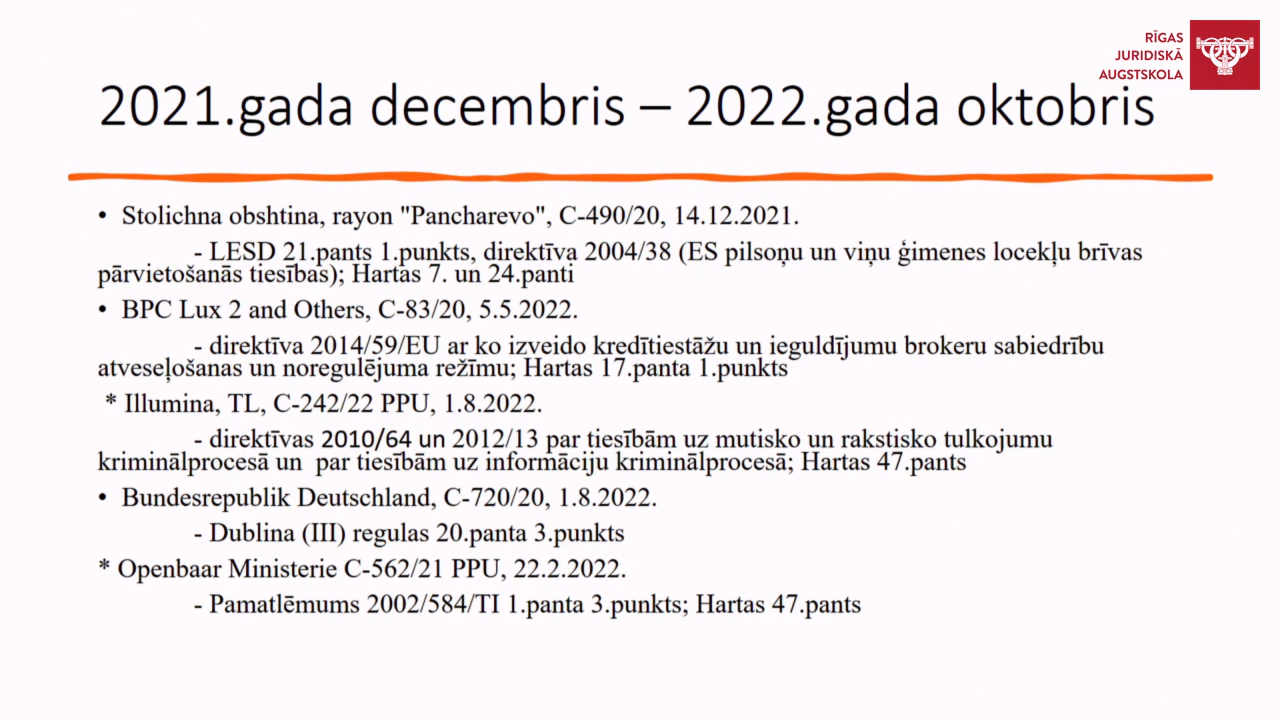 RĪGAS
JURIDISKĀ
AUGSTSKOLA
2021.gada decembris – 2022.gada oktobris
• Stolichna obshtina, rayon "Pancharevo", C-490/20, 14.12.2021.
- LESD 21.pants 1.punkts, direktīva 2004/38 (ES pilsoņu un viņu ģimenes locekļu brīvas
pārvietošanās tiesības); Hartas 7. un 24.panti
• BPC Lux 2 and Others, C-83/20, 5.5.2022.
- direktīva 2014/59/EU ar ko izveido kredītiestāžu un ieguldījumu brokeru sabiedrību
atveseļošanas un noregulējuma režīmu; Hartas 17.panta 1.punkts
* Illumina, TL, C-242/22 PPU, 1.8.2022.
- direktīvas 2010/64 un 2012/13 par tiesībām uz mutisko un rakstisko tulkojumu
kriminālprocesā un par tiesībām uz informāciju kriminālprocesā; Hartas 47.pants
• Bundesrepublik Deutschland, C-720/20, 1.8.2022.
- Dublina (III) regulas 20.panta 3.punkts
* Openbaar Ministerie C-562/21 PPU, 22.2.2022.
- Pamatlēmums 2002/584/TI 1.panta 3.punkts; Hartas 47.pants